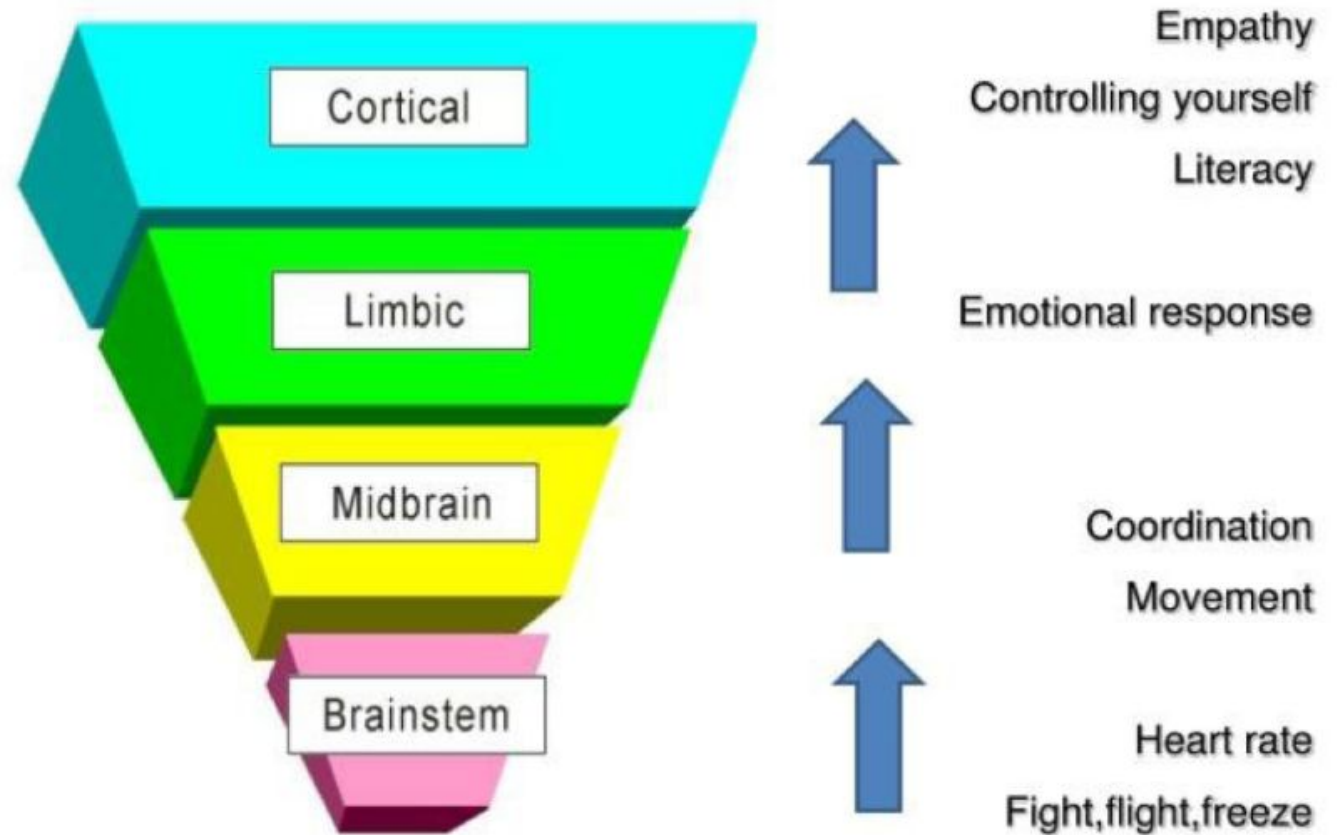 Empathy
Cortical
Controlling yourself
Literacy
Limbic
Emotional response
Midbrain
Coordination
Movement
Brainstem
Heart rate
Fight,flight,freeze